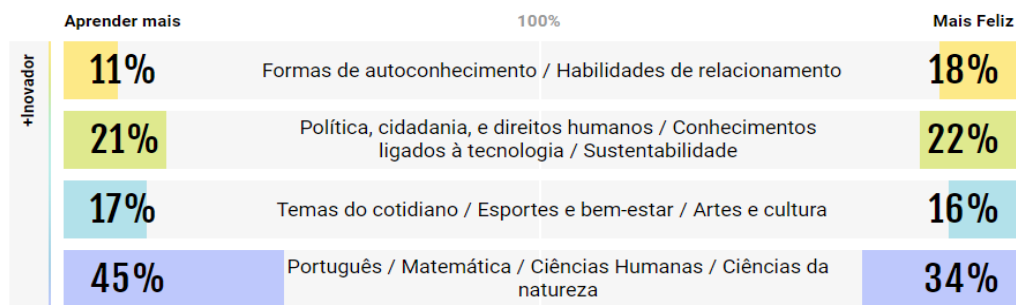 Aprender mais 100% Mais Feliz
+Inovador
11% Formas de autoconhecimento / Habilidades de relacionamento 18%
21% Política, cidadania, e direitos humanos / Conhecimentos
ligados à tecnologia / Sustentabilidade 22%
17% Temas do cotidiano / Esportes e bem-estar / Artes e cultura 16%
45% Português / Matemática / Ciências Humanas / Ciências da
natureza 34%